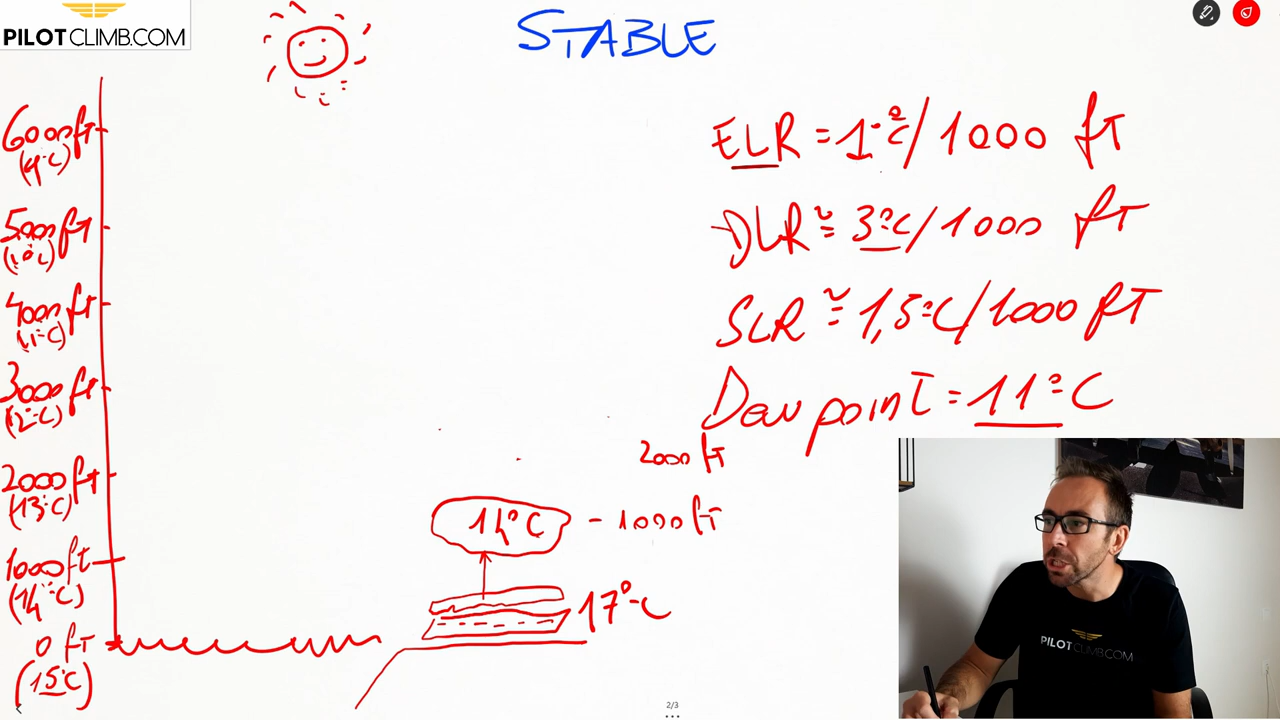 PILOTCLIMB.COM
STABLE
6000 ft
(9°C)
5000 ft
(10°C)
4000 ft
(11°C)
3000 ft
(12°C)
2000 ft
(13°C)
1000 ft
(14°C)
0 ft
(15°C)
ELR = 1°C/1000 ft
DLR ≅ 3°C/1000 ft
SLR ≅ 1,5°C/1000 ft
Dew point = 11°C
2000 ft
14°C - 1000 ft
17°C
PILOTCLIMB.COM
2/3